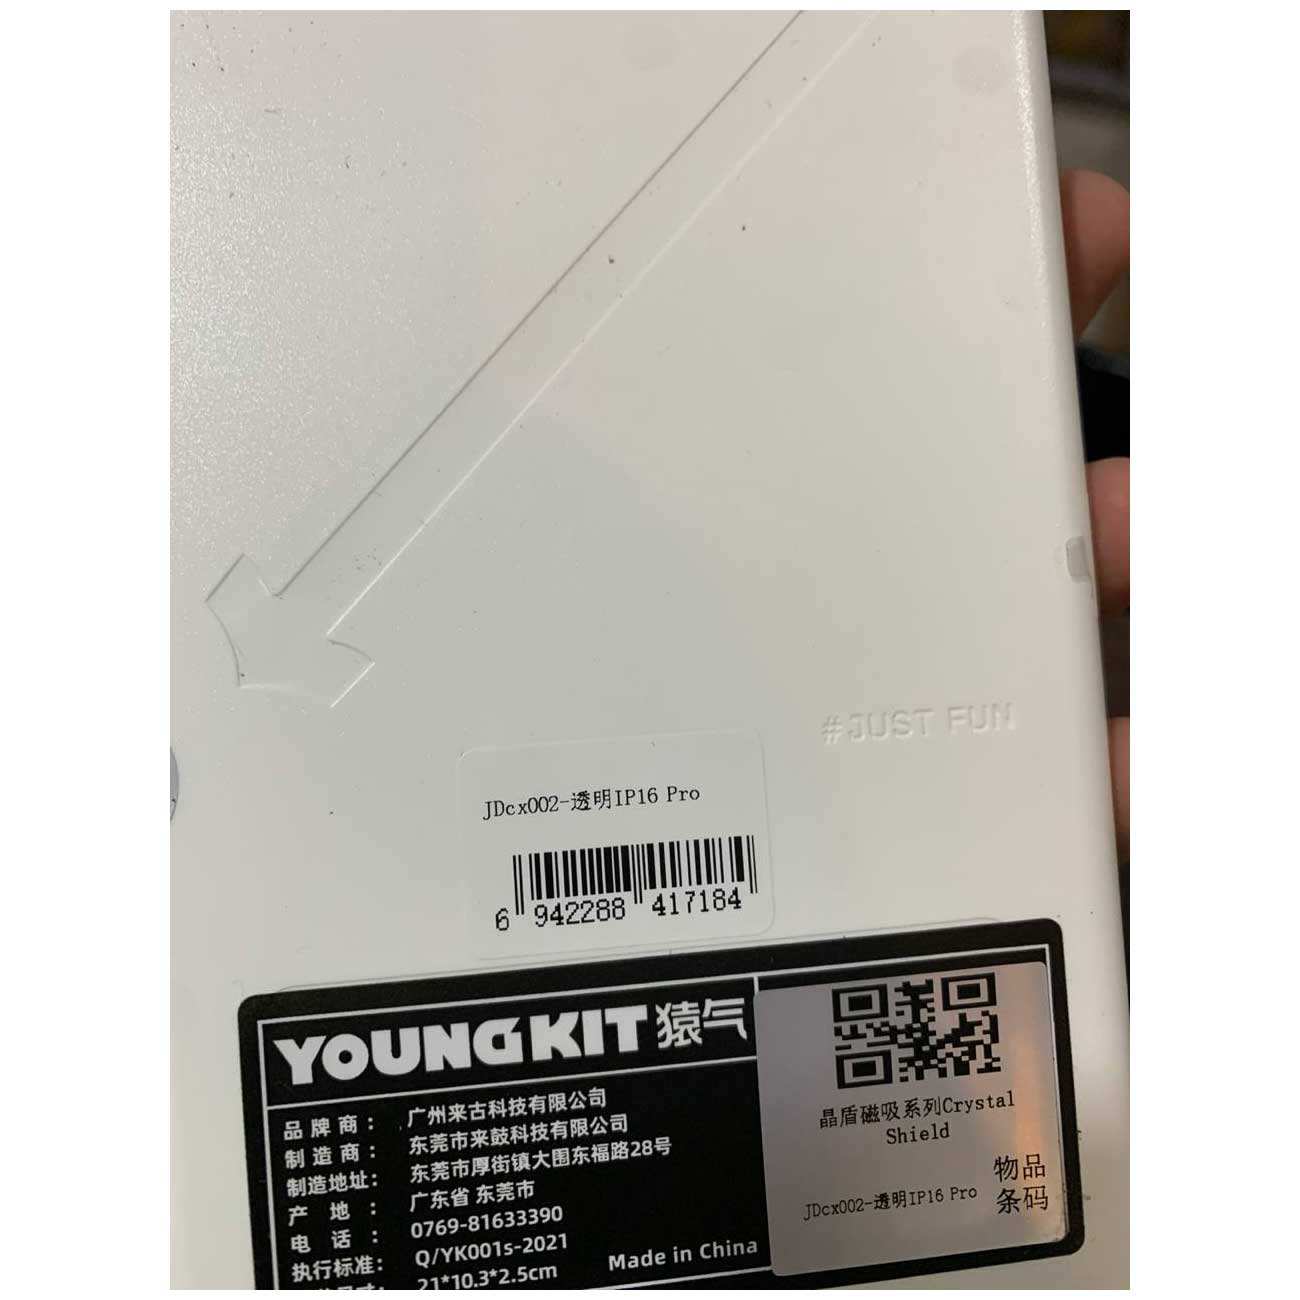 #JUST FUN
JDcx002-透明IP16 Pro
6 942288 417184
YOUNGKIT 猿气
品牌商： 广州来古科技有限公司
制造商： 东莞市来鼓科技有限公司
制造地址： 东莞市厚街镇大围东福路28号
产地： 广东省 东莞市
电话： 0769-81633390
执行标准： Q/YK001s-2021
21*10.3*2.5cm
Made in China
晶盾磁吸系列Crystal
Shield
JDcx002-透明IP16 Pro
物品
条码